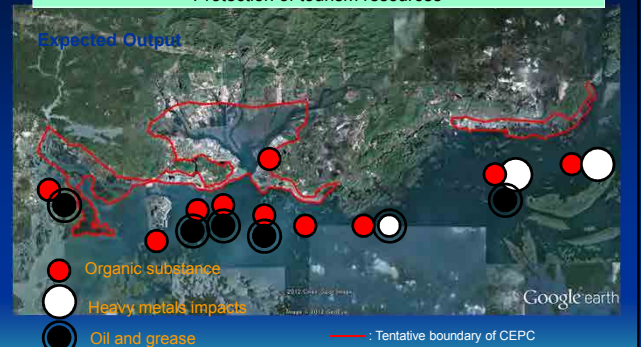 Protection of tourism resources
Expected Output
Organic substance
Heavy metals impacts
Oil and grease
Google earth
: Tentative boundary of CEPC